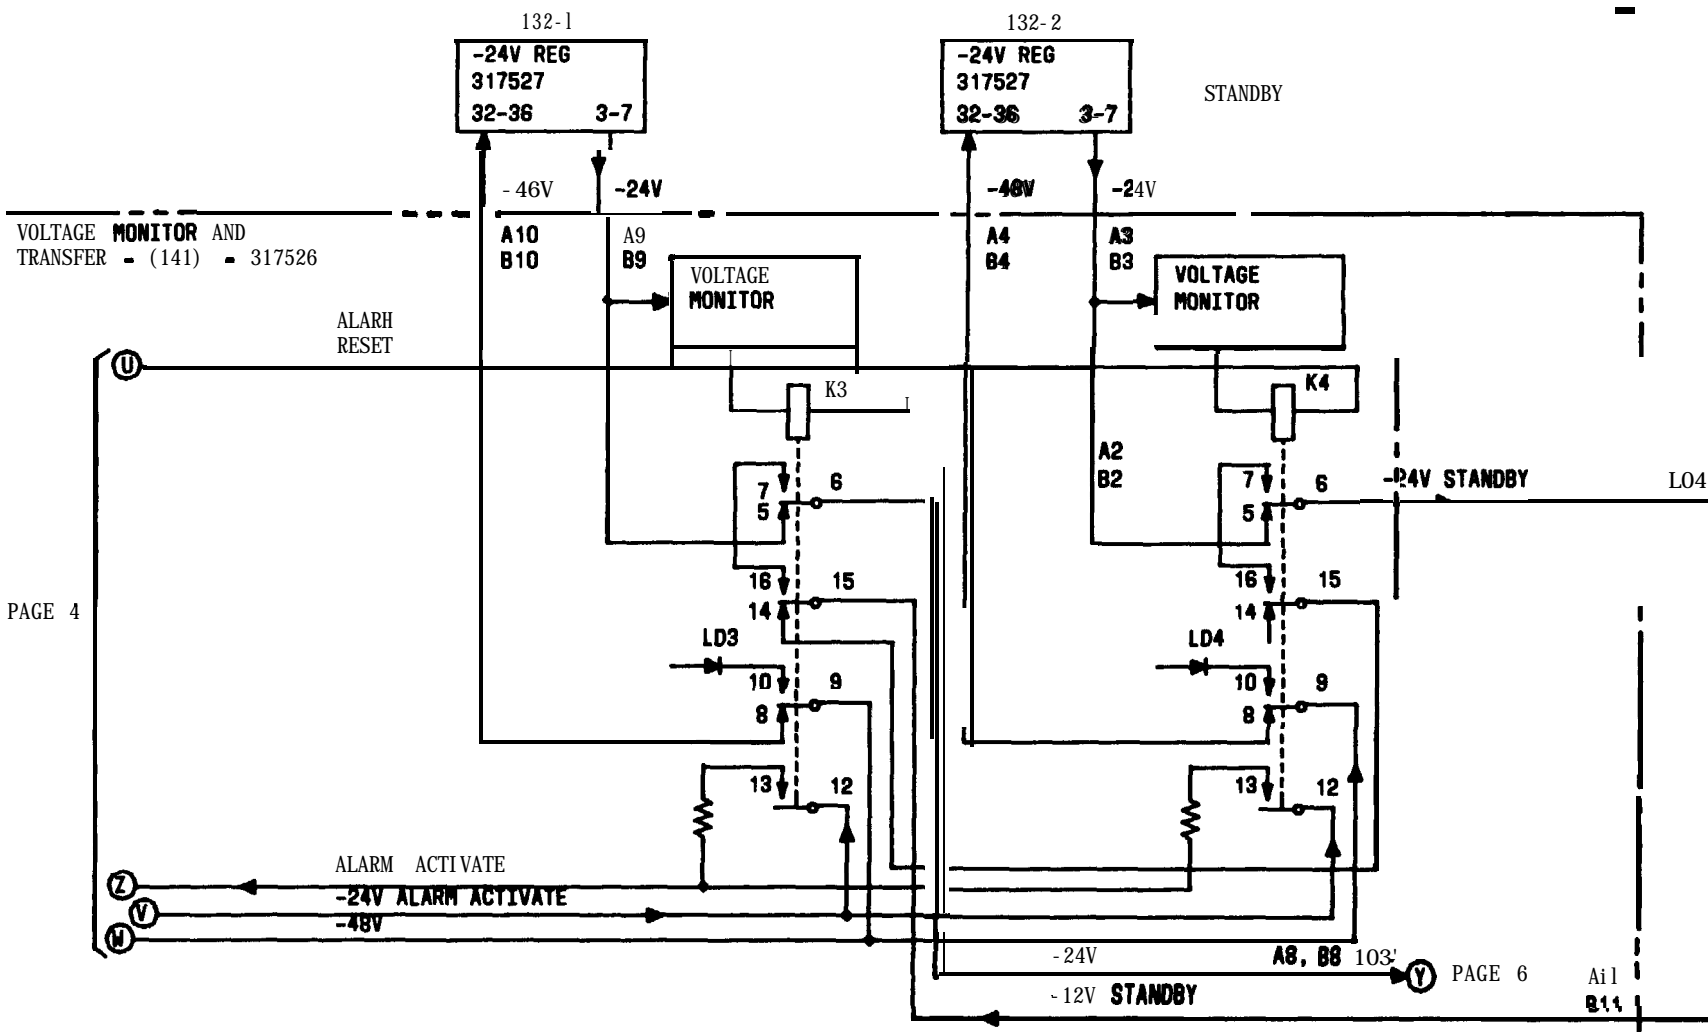 132-1
132-2
-24V REG
317527
32-36 3-7
-24V REG
317527
32-36 3-7
STANDBY
-46V
-24V
-48V
-24V
VOLTAGE MONITOR AND
TRANSFER - (141) - 317526
A10
B10
A9
B9
A4
B4
A3
B3
VOLTAGE
MONITOR
VOLTAGE
MONITOR
ALARH
RESET
U
K3
K4
A2
B2
7
5
6
7
5
6
-24V STANDBY
L04
16
14
15
16
14
15
PAGE 4
LD3
LD4
10
8
9
10
8
9
13
12
13
12
ALARM ACTIVATE
Z
-24V ALARM ACTIVATE
V
-48V
W
-24V
A8, B8 103'
Y
PAGE 6
-12V STANDBY
Ail
B11